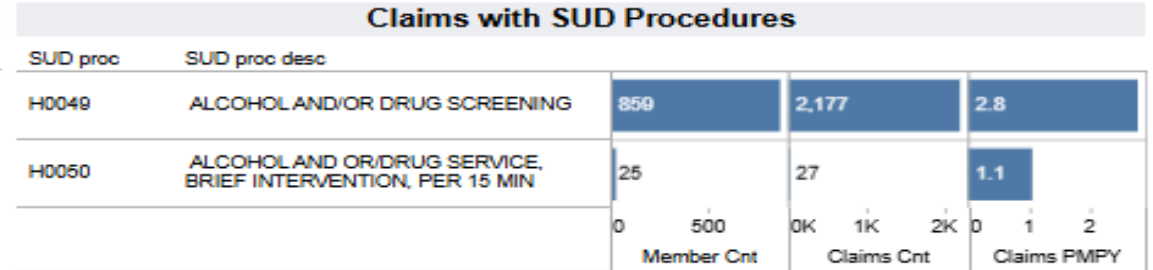 Claims with SUD Procedures
SUD proc SUD proc desc
H0049 ALCOHOL AND/OR DRUG SCREENING 859 2,177 2.8
H0050 ALCOHOL AND OR/DRUG SERVICE, BRIEF INTERVENTION, PER 15 MIN 25 27 1.1
0 500 0K 1K 2K 0 1 2
Member Cnt Claims Cnt Claims PMPY